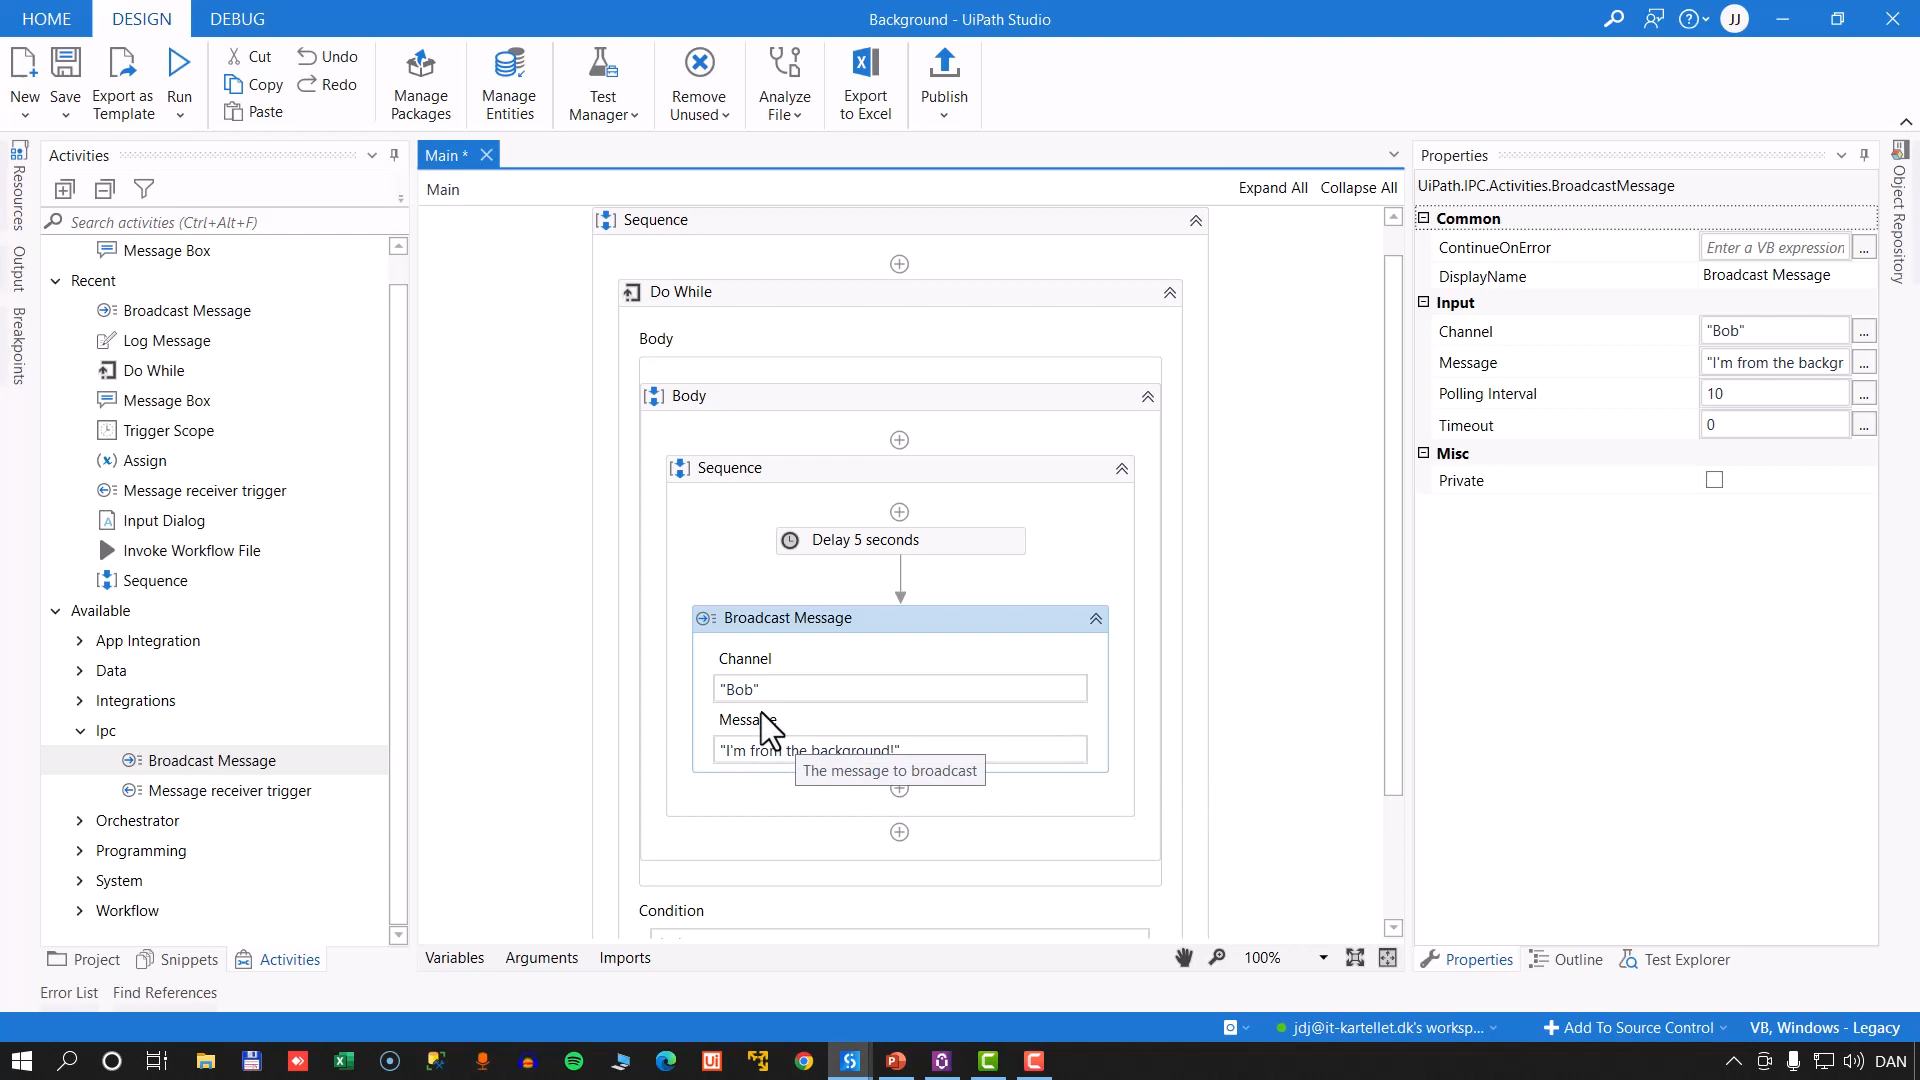 HOME
DESIGN
DEBUG
Background - UiPath Studio
JJ
New
Save
Export as Template
Run
Cut
Copy
Paste
Undo
Redo
Manage Packages
Manage Entities
Test Manager
Remove Unused
Analyze File
Export to Excel
Publish
Resources
Output
Breakpoints
Activities
Search activities (Ctrl+Alt+F)
Message Box
Recent
Broadcast Message
Log Message
Do While
Message Box
Trigger Scope
Assign
Message receiver trigger
Input Dialog
Invoke Workflow File
Sequence
Available
App Integration
Data
Integrations
Ipc
Broadcast Message
Message receiver trigger
Orchestrator
Programming
System
Workflow
Project
Snippets
Activities
Error List
Find References
Main *
Main
Expand All
Collapse All
Sequence
Do While
Body
Body
Sequence
Delay 5 seconds
Broadcast Message
Channel
"Bob"
Message
"I'm from the background!"
The message to broadcast
Condition
Variables
Arguments
Imports
100%
Properties
UiPath.IPC.Activities.BroadcastMessage
Common
ContinueOnError
Enter a VB expression
...
DisplayName
Broadcast Message
Input
Channel
"Bob"
...
Message
"I'm from the backgr
...
Polling Interval
10
...
Timeout
0
...
Misc
Private
Object Repository
Properties
Outline
Test Explorer
jdj@it-kartellet.dk's worksp...
Add To Source Control
VB, Windows - Legacy
Ui
DAN